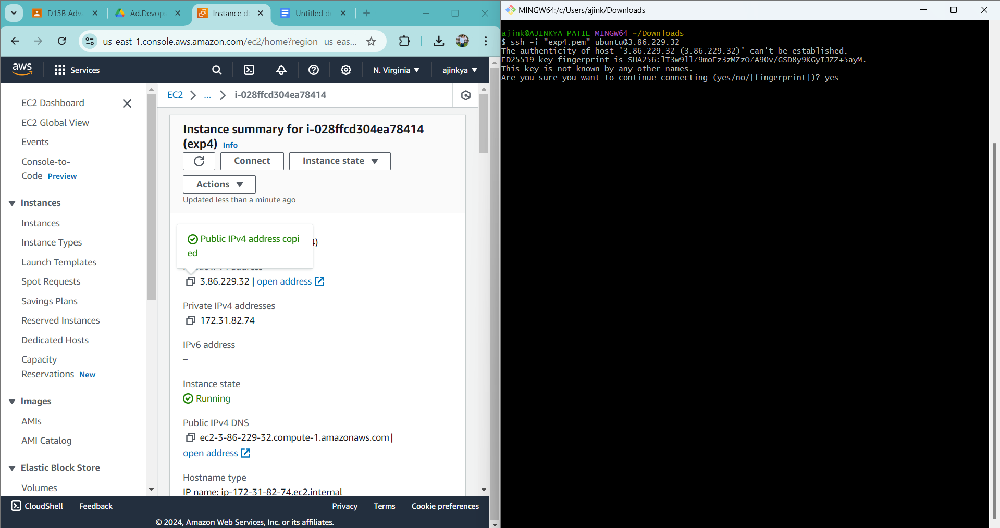 D15B Adva
Ad.Devops
Instance d
Untitled d
us-east-1.console.aws.amazon.com/ec2/home?region=us-eas...
aws
Services
N. Virginia
ajinkya
EC2 Dashboard
EC2 Global View
Events
Console-to-
Code Preview
Instances
Instances
Instance Types
Launch Templates
Spot Requests
Savings Plans
Reserved Instances
Dedicated Hosts
Capacity
Reservations New
Images
AMIs
AMI Catalog
Elastic Block Store
Volumes
EC2 > ... > i-028ffcd304ea78414
Instance summary for i-028ffcd304ea78414
(exp4) Info
Connect
Instance state
Actions
Updated less than a minute ago
Public IPv4 address copi
ed
4)
3.86.229.32 | open address
Private IPv4 addresses
172.31.82.74
IPv6 address
–
Instance state
Running
Public IPv4 DNS
ec2-3-86-229-32.compute-1.amazonaws.com |
open address
Hostname type
IP name: ip-172-31-82-74.ec2.internal
CloudShell
Feedback
Privacy
Terms
Cookie preferences
© 2024, Amazon Web Services, Inc. or its affiliates.
MINGW64:/c/Users/ajink/Downloads
ajink@AJINKYA_PATIL MINGW64 ~/Downloads
$ ssh -i "exp4.pem" ubuntu@3.86.229.32
The authenticity of host '3.86.229.32 (3.86.229.32)' can't be established.
ED25519 key fingerprint is SHA256:lT3w9ll79moEz3zMZzO7A9Ov/GSD8y9KGyIJZZ+5ayM.
This key is not known by any other names.
Are you sure you want to continue connecting (yes/no/[fingerprint])? yes